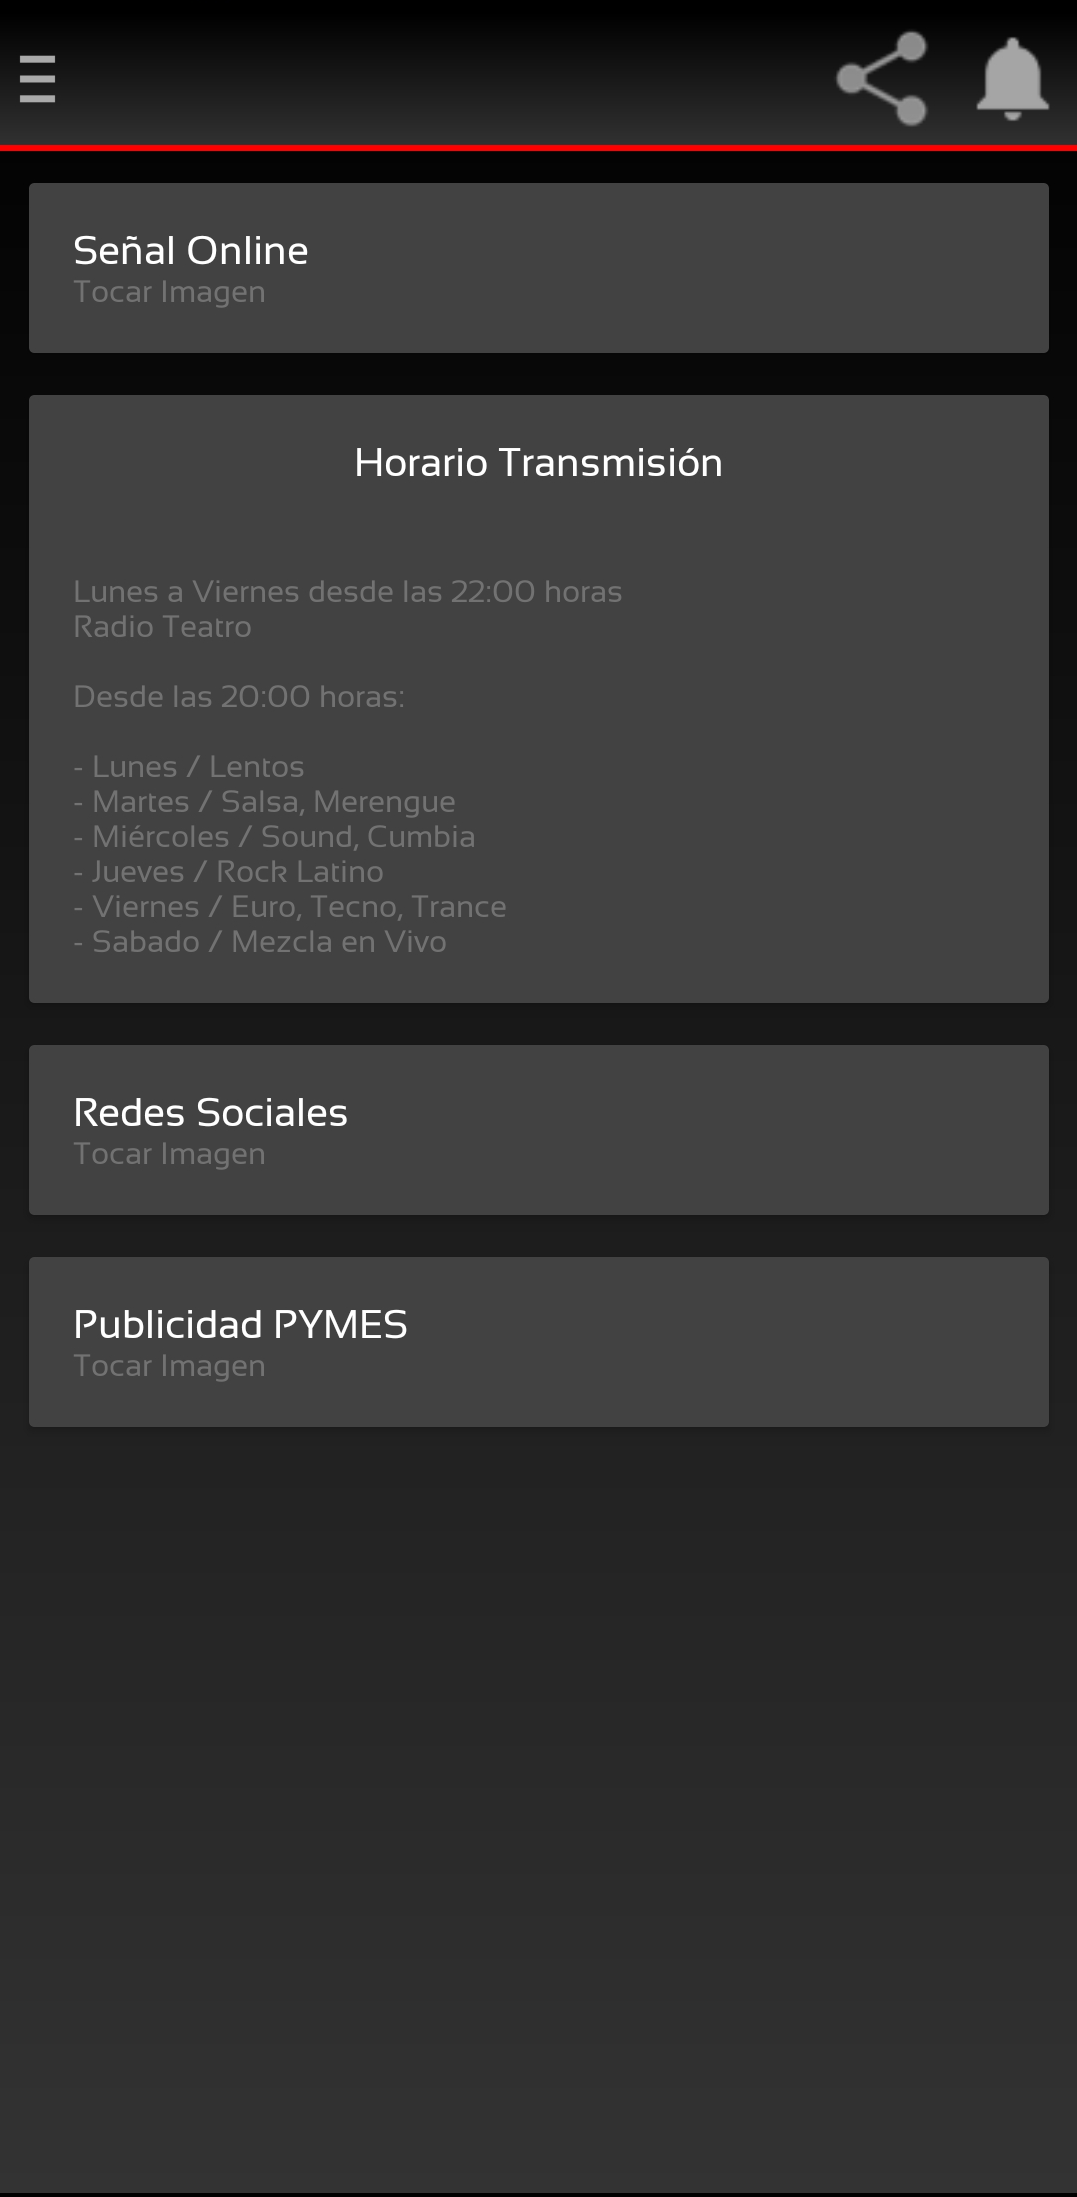 Señal Online
Tocar Imagen
Horario Transmisión
Lunes a Viernes desde las 22:00 horas
Radio Teatro
Desde las 20:00 horas:
- Lunes / Lentos
- Martes / Salsa, Merengue
- Miércoles / Sound, Cumbia
- Jueves / Rock Latino
- Viernes / Euro, Tecno, Trance
- Sabado / Mezcla en Vivo
Redes Sociales
Tocar Imagen
Publicidad PYMES
Tocar Imagen